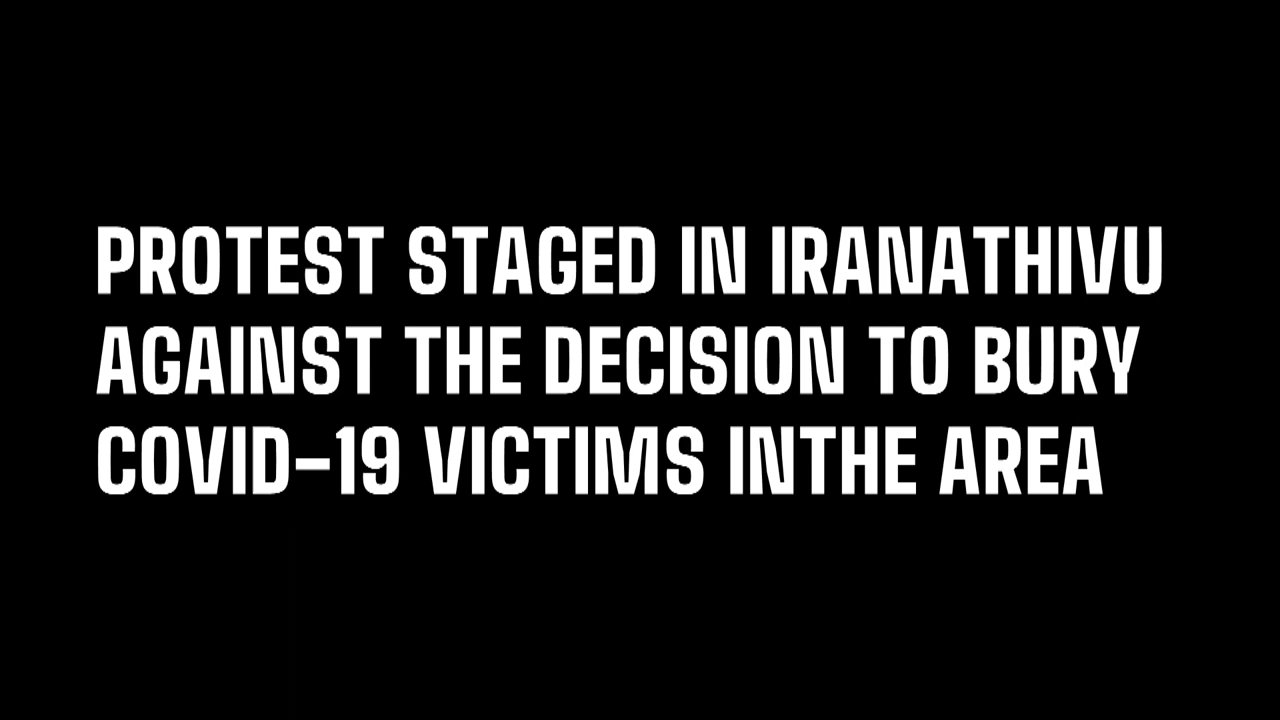 PROTEST STAGED IN IRANATHIVU
AGAINST THE DECISION TO BURY
COVID-19 VICTIMS INTHE AREA